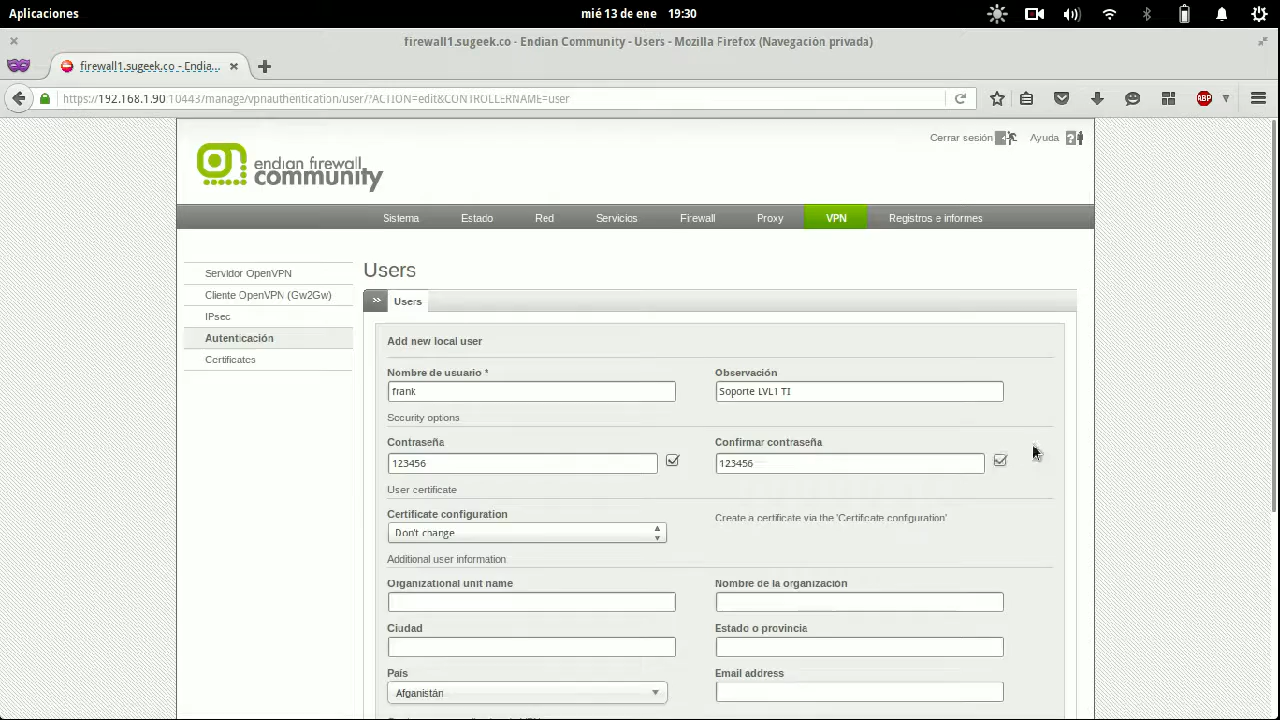 Aplicaciones
mié 13 de ene 19:30
firewall1.sugeek.co - Endian Community - Users - Mozilla Firefox (Navegación privada)
firewall1.sugeek.co - Endia...
https://192.168.1.90:10443/manage/vpnauthentication/user/?ACTION=edit&CONTROLLERNAME=user
ABP
Cerrar sesión
Ayuda
endian firewall
community
Sistema
Estado
Red
Servicios
Firewall
Proxy
VPN
Registros e informes
Servidor OpenVPN
Cliente OpenVPN (Gw2Gw)
IPsec
Autenticación
Certificates
Users
>> Users
Add new local user
Nombre de usuario *
Observación
frank
Soporte LVL1 TI
Security options
Contraseña
Confirmar contraseña
123456
123456
User certificate
Certificate configuration
Create a certificate via the 'Certificate configuration'
Don't change
Additional user information
Organizational unit name
Nombre de la organización
Ciudad
Estado o provincia
País
Email address
Afganistán